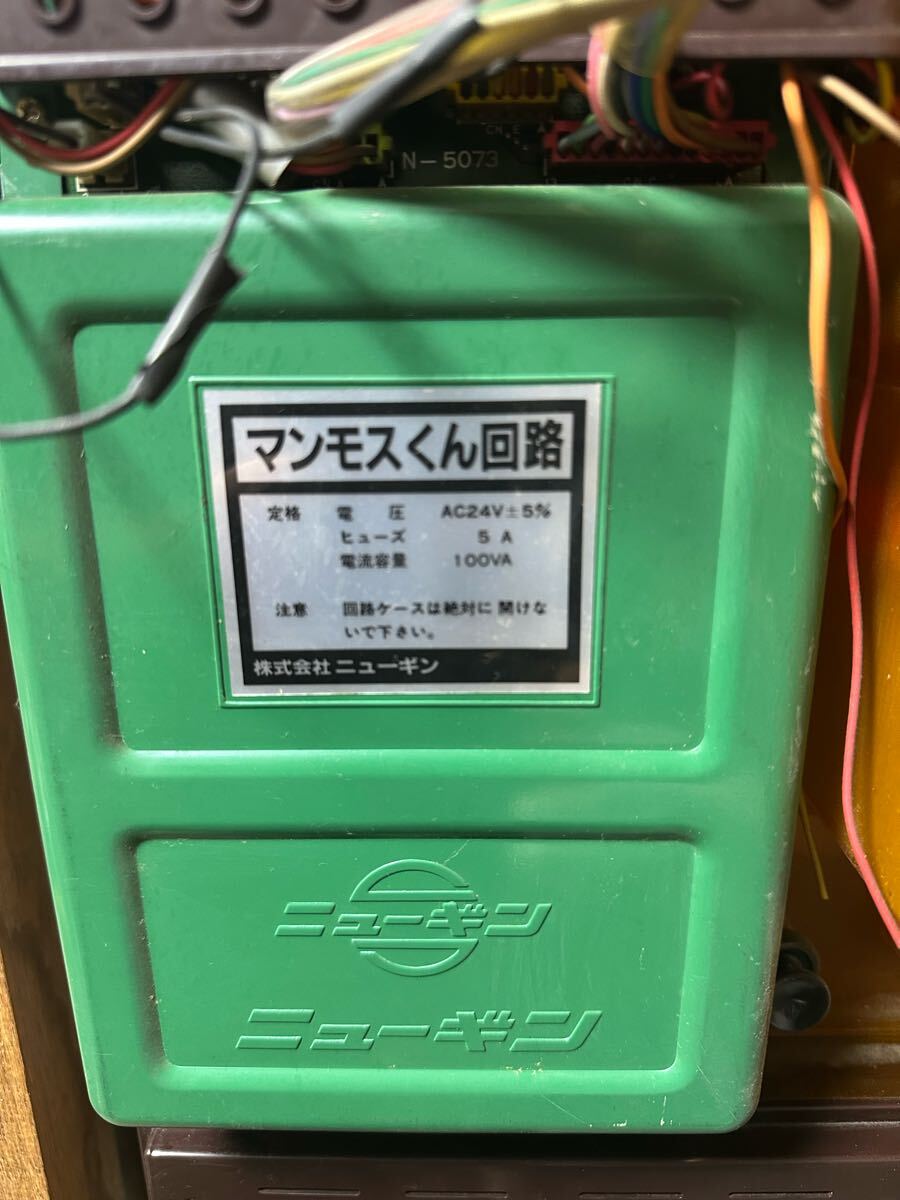 CN.E A
N-5073
マンモスくん回路
定格 電圧 AC24V±5%
ヒューズ 5A
電流容量 100VA
注意 回路ケースは絶対に開けな
いで下さい。
株式会社ニューギン
ニューギン
ニューギン